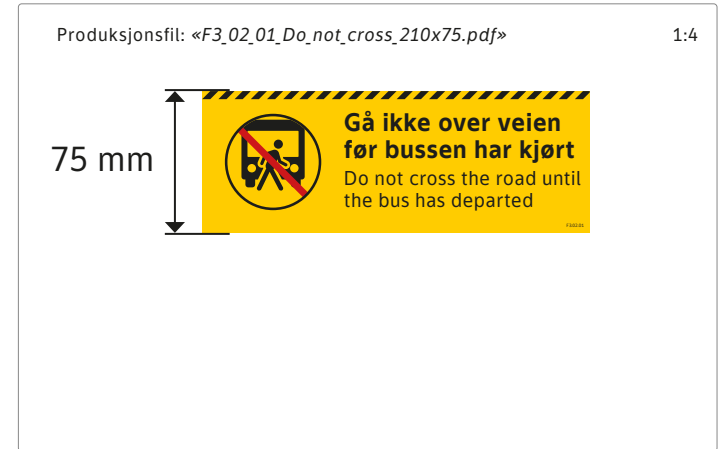 Produksjonsfil: «F3_02_01_Do_not_cross_210x75.pdf» 1:4
75 mm
Gå ikke over veien
før bussen har kjørt
Do not cross the road until
the bus has departed
F30201